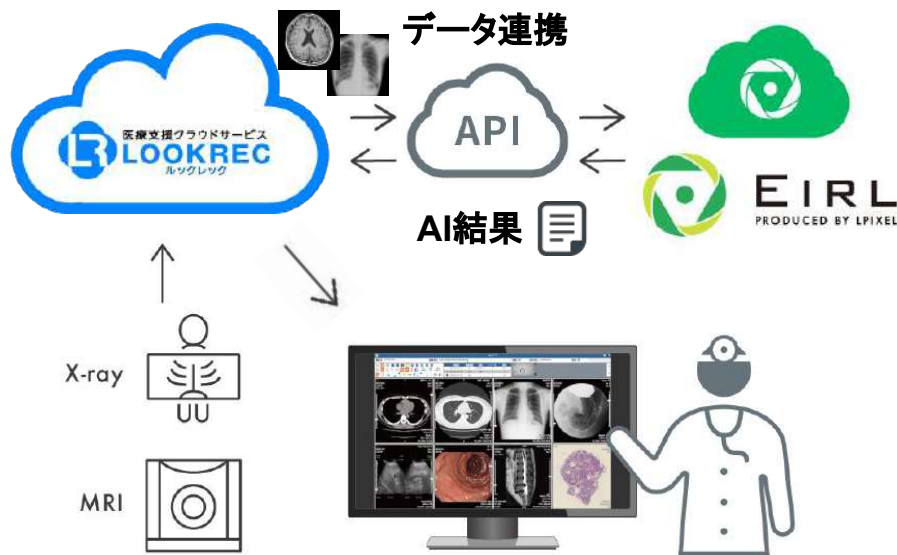 データ連携
医療支援クラウドサービス
LR LOOKREC
ルックレック
API
EIRL
PRODUCED BY LPIXEL
AI結果
X-ray
MRI